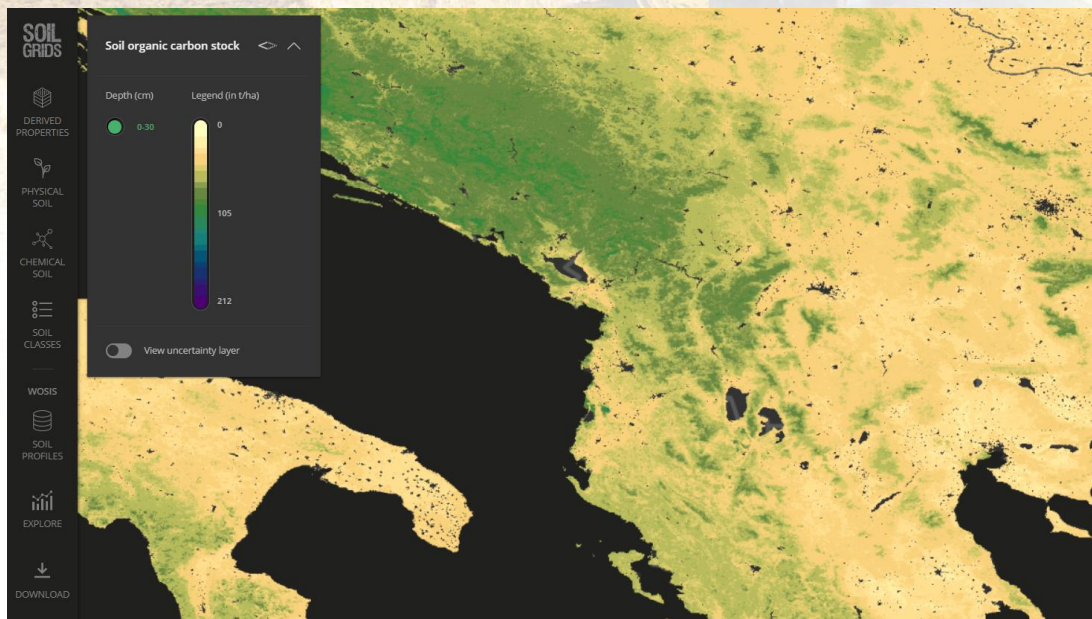 SOIL
GRIDS
DERIVED
PROPERTIES
PHYSICAL
SOIL
CHEMICAL
SOIL
SOIL
CLASSES
WOSIS
SOIL
PROFILES
EXPLORE
DOWNLOAD
Soil organic carbon stock
Depth (cm) Legend (in t/ha)
0-30 0
105
212
View uncertainty layer